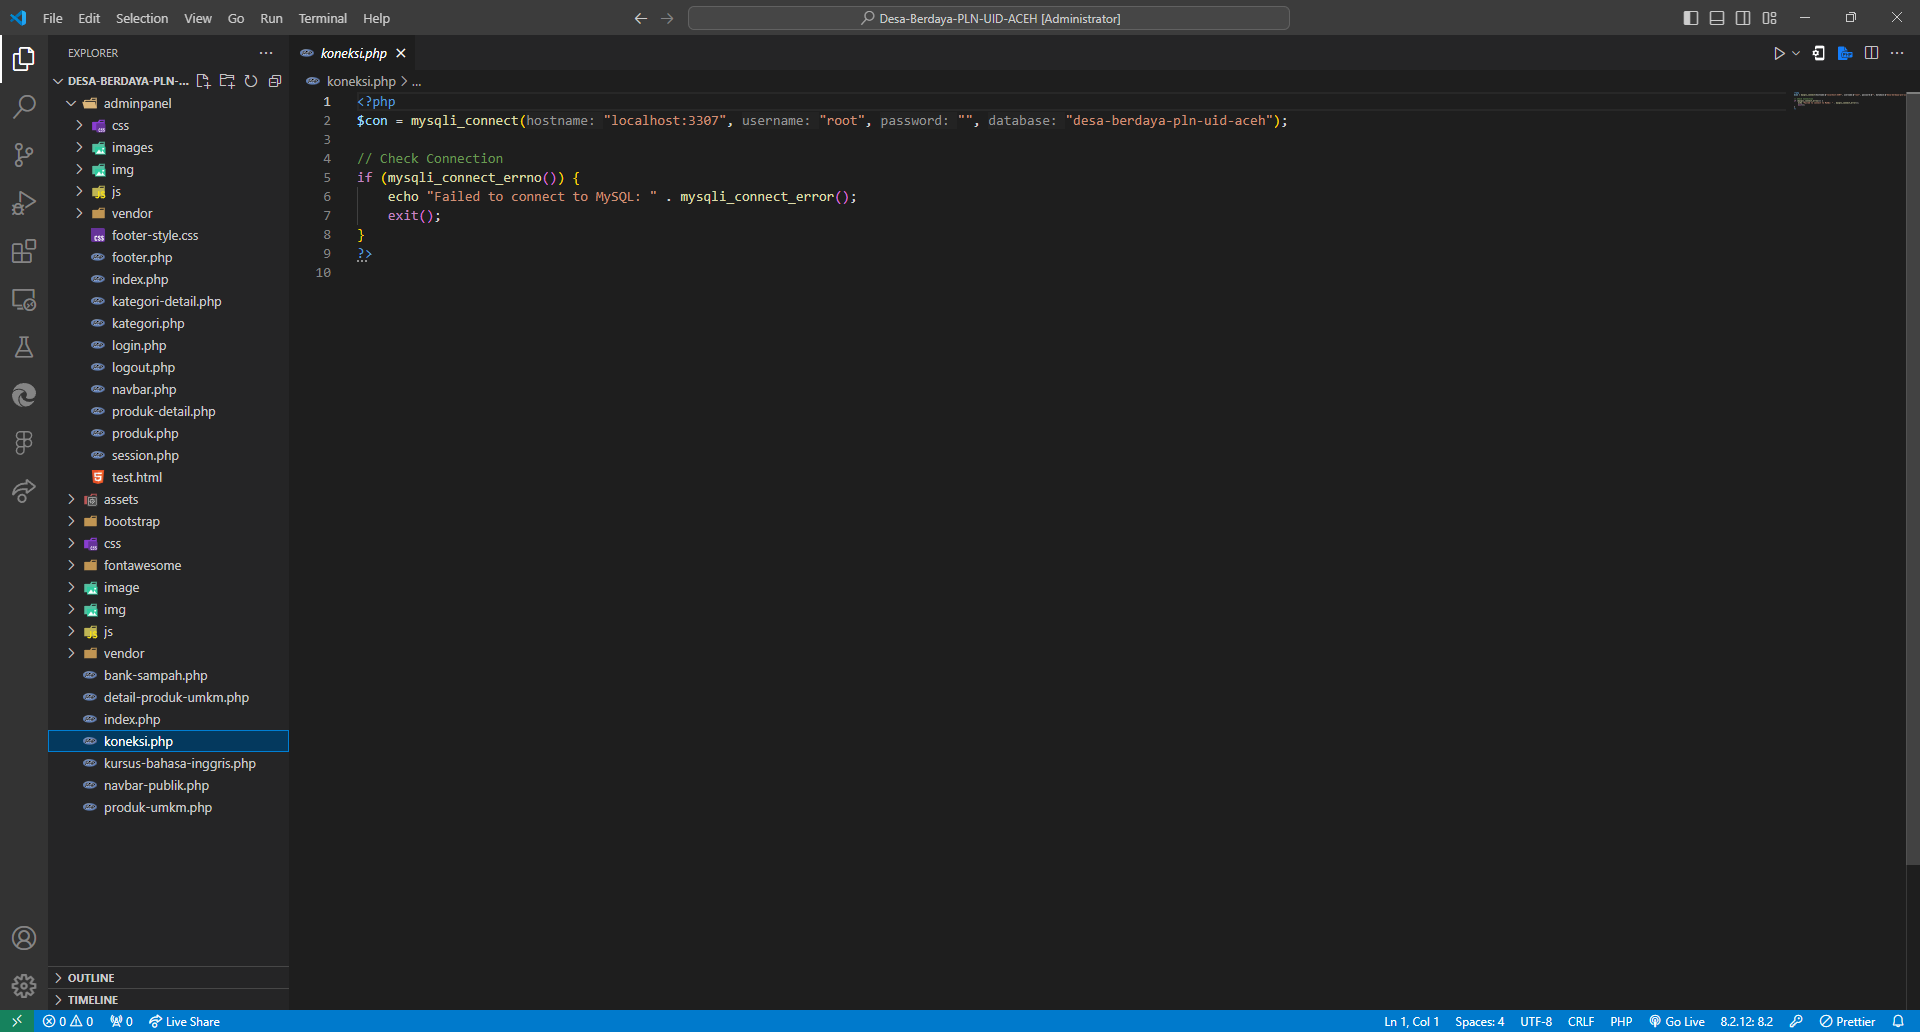 File Edit Selection View Go Run Terminal Help
Desa-Berdaya-PLN-UID-ACEH [Administrator]
EXPLORER
DESA-BERDAYA-PLN-...
adminpanel
css
images
img
js
vendor
footer-style.css
footer.php
index.php
kategori-detail.php
kategori.php
login.php
logout.php
navbar.php
produk-detail.php
produk.php
session.php
test.html
assets
bootstrap
css
fontawesome
image
img
js
vendor
bank-sampah.php
detail-produk-umkm.php
index.php
koneksi.php
kursus-bahasa-inggris.php
navbar-publik.php
produk-umkm.php
OUTLINE
TIMELINE
koneksi.php
koneksi.php > ...
1 <?php
2 $con = mysqli_connect(hostname: "localhost:3307", username: "root", password: "", database: "desa-berdaya-pln-uid-aceh");
3
4 // Check Connection
5 if (mysqli_connect_errno()) {
6 echo "Failed to connect to MySQL: " . mysqli_connect_error();
7 exit();
8 }
9 ?>
10
0 0 0 Live Share
Ln 1, Col 1 Spaces: 4 UTF-8 CRLF PHP Go Live 8.2.12: 8.2 Prettier